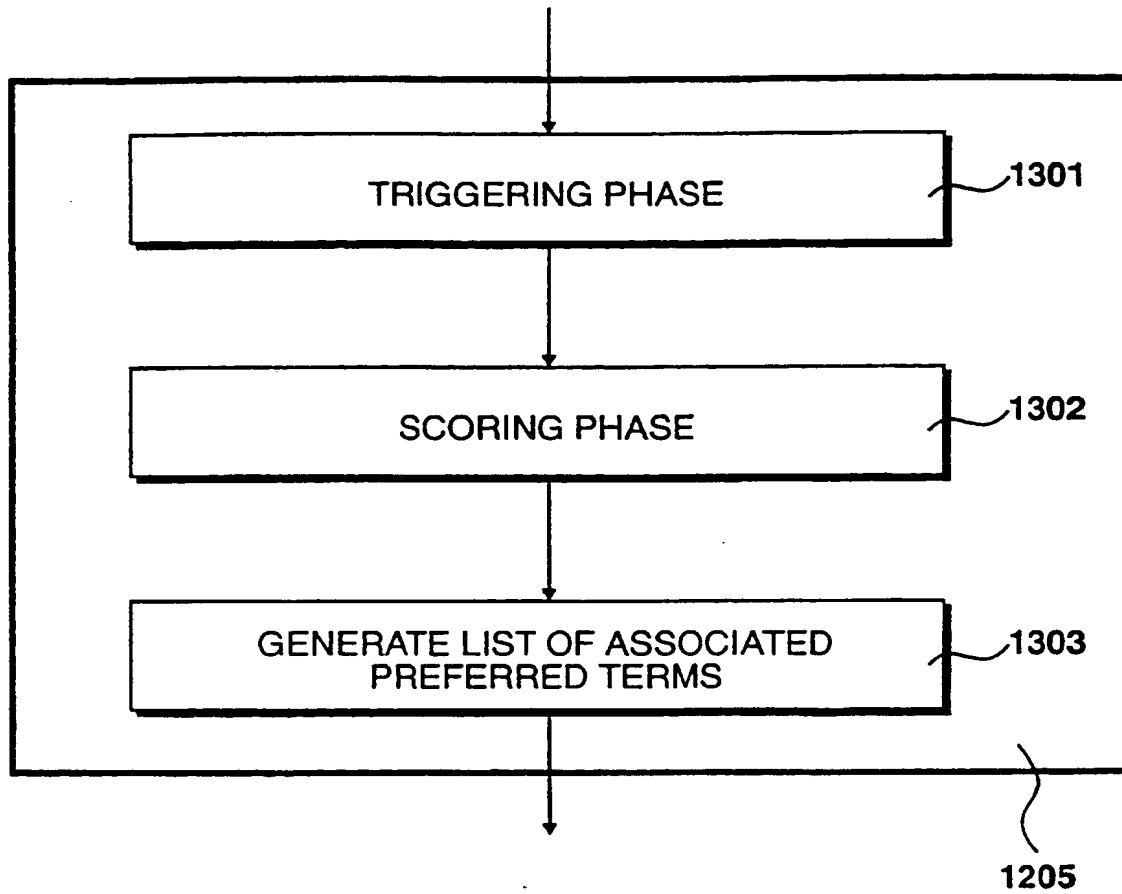 TRIGGERING PHASE
1301
SCORING PHASE
1302
GENERATE LIST OF ASSOCIATED
PREFERRED TERMS
1303
1205